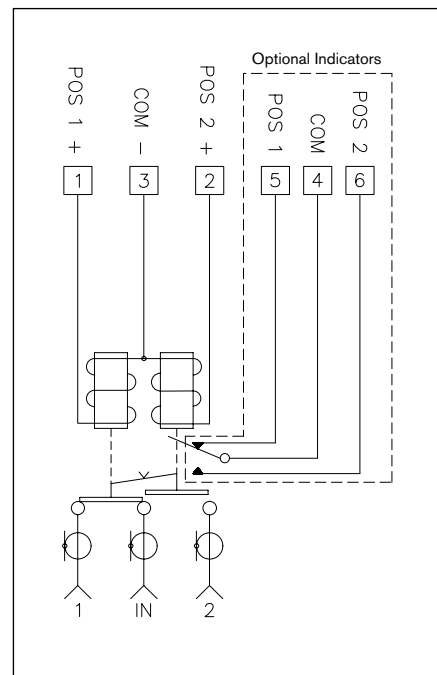 Optional Indicators
POS 1 +
COM -
POS 2 +
POS 1
COM
POS 2
1
3
2
5
4
6
1
IN
2